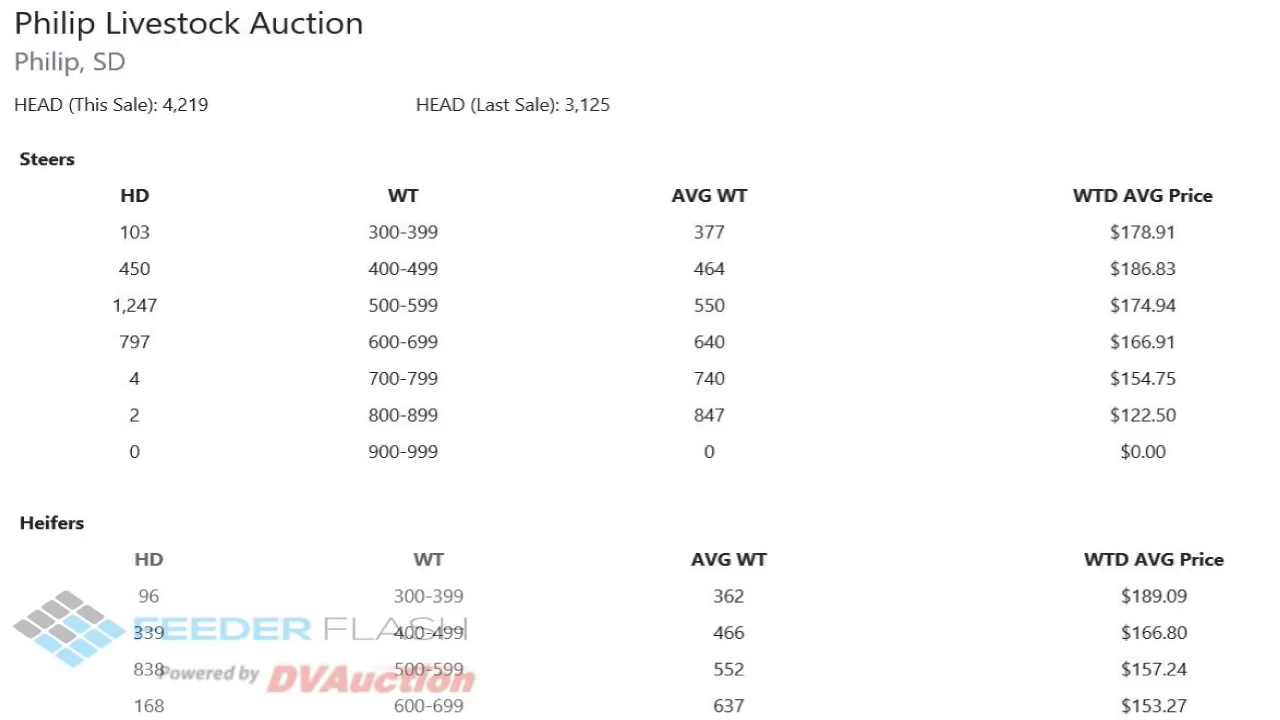 Philip Livestock Auction
Philip, SD
HEAD (This Sale): 4,219 HEAD (Last Sale): 3,125
Steers
HD WT AVG WT WTD AVG Price
103 300-399 377 $178.91
450 400-499 464 $186.83
1,247 500-599 550 $174.94
797 600-699 640 $166.91
4 700-799 740 $154.75
2 800-899 847 $122.50
0 900-999 0 $0.00
Heifers
HD WT AVG WT WTD AVG Price
96 300-399 362 $189.09
FEEDER FLASH
339 400-499 466 $166.80
838 500-599 552 $157.24
Powered by DVAuction
168 600-699 637 $153.27